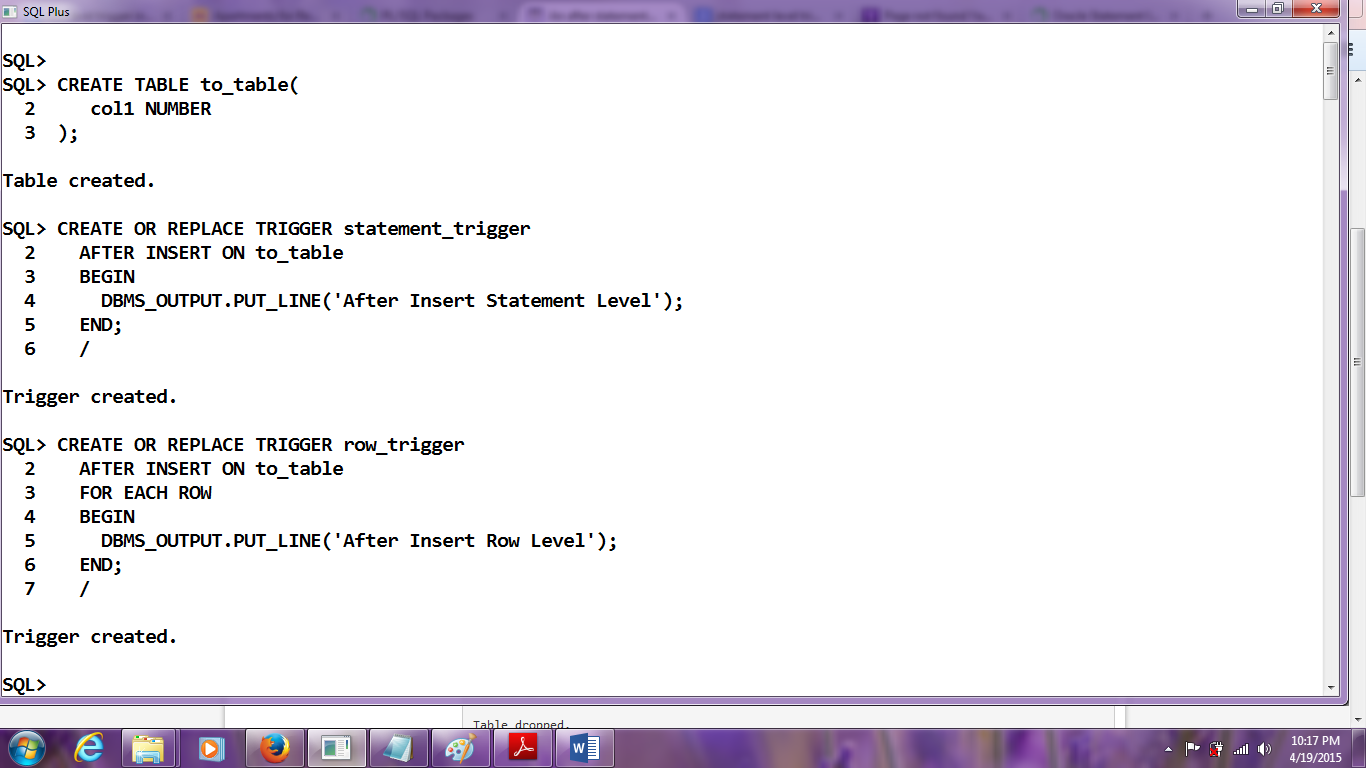 SQL Plus
SQL>
SQL> CREATE TABLE to_table(
  2     col1 NUMBER
  3  );
Table created.
SQL> CREATE OR REPLACE TRIGGER statement_trigger
  2    AFTER INSERT ON to_table
  3    BEGIN
  4      DBMS_OUTPUT.PUT_LINE('After Insert Statement Level');
  5    END;
  6    /
Trigger created.
SQL> CREATE OR REPLACE TRIGGER row_trigger
  2    AFTER INSERT ON to_table
  3    FOR EACH ROW
  4    BEGIN
  5      DBMS_OUTPUT.PUT_LINE('After Insert Row Level');
  6    END;
  7    /
Trigger created.
SQL>
Table dropped.
10:17 PM
4/19/2015